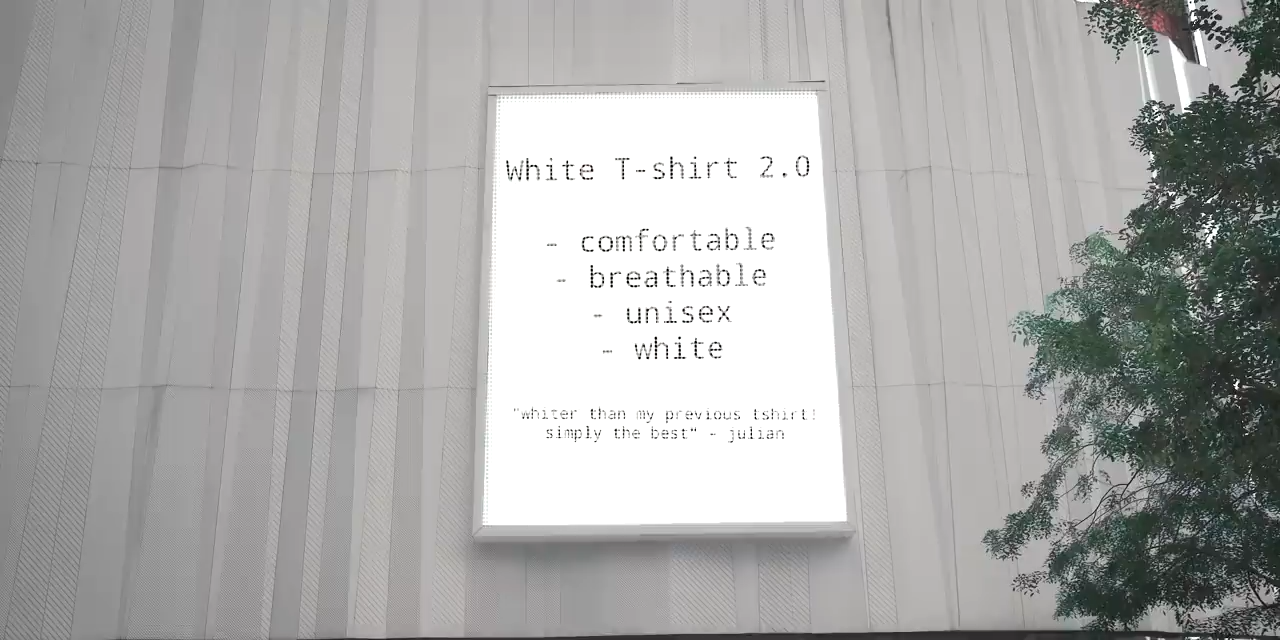 White T-shirt 2.0
- comfortable
- breathable
- unisex
- white
"whiter than my previous tshirt!
simply the best" - julian